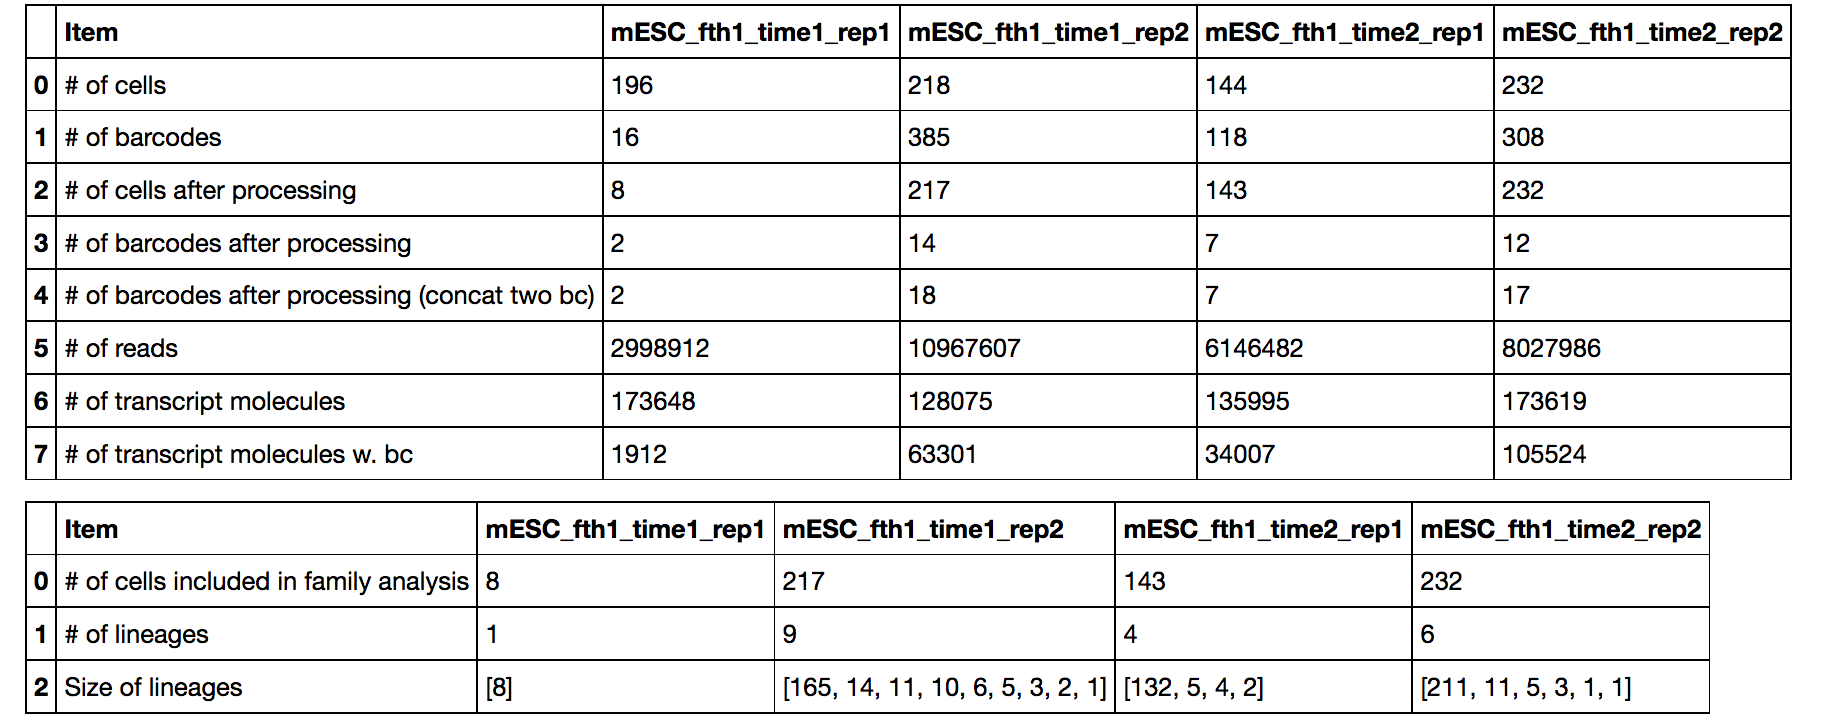 Item mESC_fth1_time1_rep1 mESC_fth1_time1_rep2 mESC_fth1_time2_rep1 mESC_fth1_time2_rep2
0 # of cells 196 218 144 232
1 # of barcodes 16 385 118 308
2 # of cells after processing 8 217 143 232
3 # of barcodes after processing 2 14 7 12
4 # of barcodes after processing (concat two bc) 2 18 7 17
5 # of reads 2998912 10967607 6146482 8027986
6 # of transcript molecules 173648 128075 135995 173619
7 # of transcript molecules w. bc 1912 63301 34007 105524
Item mESC_fth1_time1_rep1 mESC_fth1_time1_rep2 mESC_fth1_time2_rep1 mESC_fth1_time2_rep2
0 # of cells included in family analysis 8 217 143 232
1 # of lineages 1 9 4 6
2 Size of lineages [8] [165, 14, 11, 10, 6, 5, 3, 2, 1] [132, 5, 4, 2] [211, 11, 5, 3, 1, 1]